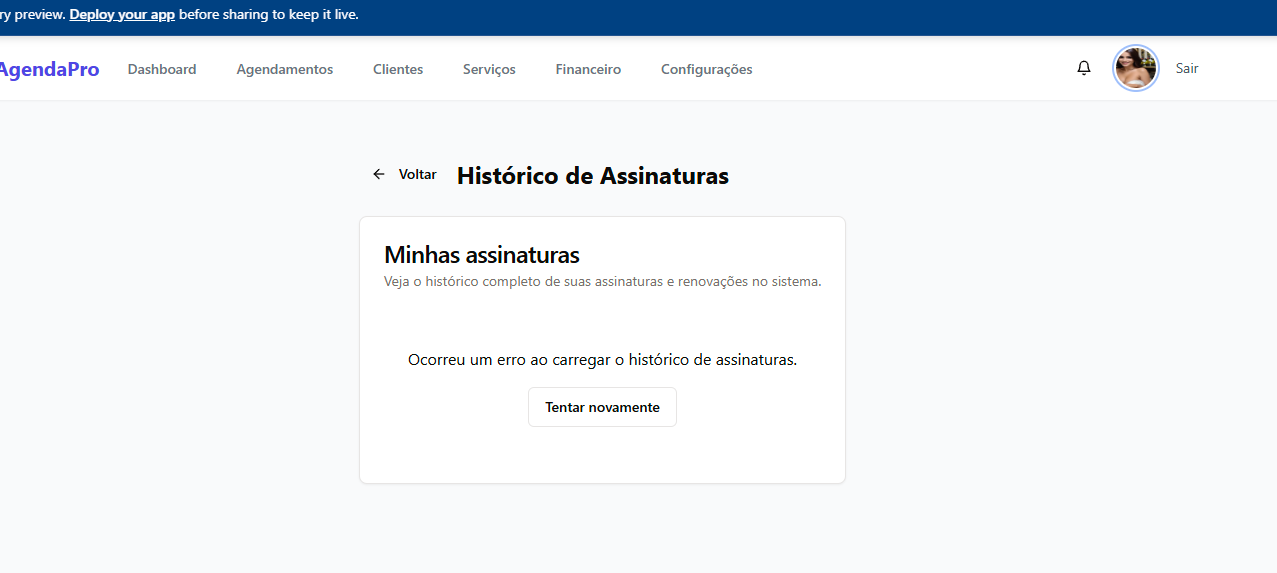 ry preview. Deploy your app before sharing to keep it live.
AgendaPro Dashboard Agendamentos Clientes Serviços Financeiro Configurações Sair
Voltar Histórico de Assinaturas
Minhas assinaturas
Veja o histórico completo de suas assinaturas e renovações no sistema.
Ocorreu um erro ao carregar o histórico de assinaturas.
Tentar novamente